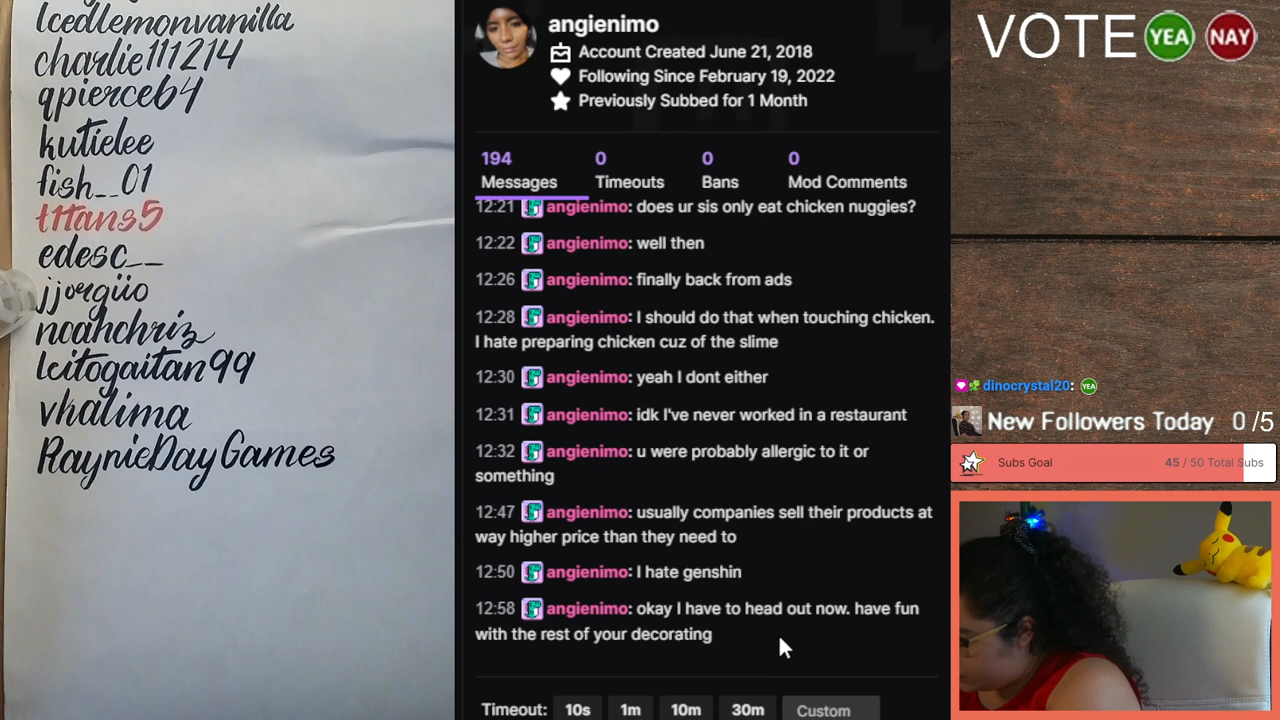 Icedlemonvanilla
charlie111214
qpierce64
kutielee
fish__01
t1tans5
edesc__
jjorgüo
noahchriz
lcitogaitan99
vhalima
RaynieDayGames
angienimo
Account Created June 21, 2018
Following Since February 19, 2022
Previously Subbed for 1 Month
194 0 0 0
Messages Timeouts Bans Mod Comments
12:21 angienimo: does ur sis only eat chicken nuggies?
12:22 angienimo: well then
12:26 angienimo: finally back from ads
12:28 angienimo: I should do that when touching chicken.
I hate preparing chicken cuz of the slime
12:30 angienimo: yeah I dont either
12:31 angienimo: idk I've never worked in a restaurant
12:32 angienimo: u were probably allergic to it or
something
12:47 angienimo: usually companies sell their products at
way higher price than they need to
12:50 angienimo: I hate genshin
12:58 angienimo: okay I have to head out now. have fun
with the rest of your decorating
Timeout: 10s 1m 10m 30m Custom
VOTE YEA NAY
dinocrystal20: YEA
New Followers Today 0 /5
Subs Goal 45 / 50 Total Subs